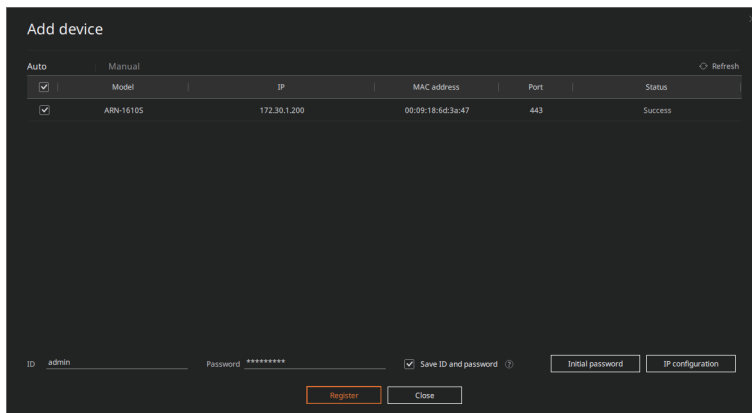 Add device
Auto Manual Refresh
Model IP MAC address Port Status
ARN-1610S 172.30.1.200 00:09:18:6d:3a:47 443 Success
ID admin Password ********* Save ID and password ? Initial password IP configuration
Register Close